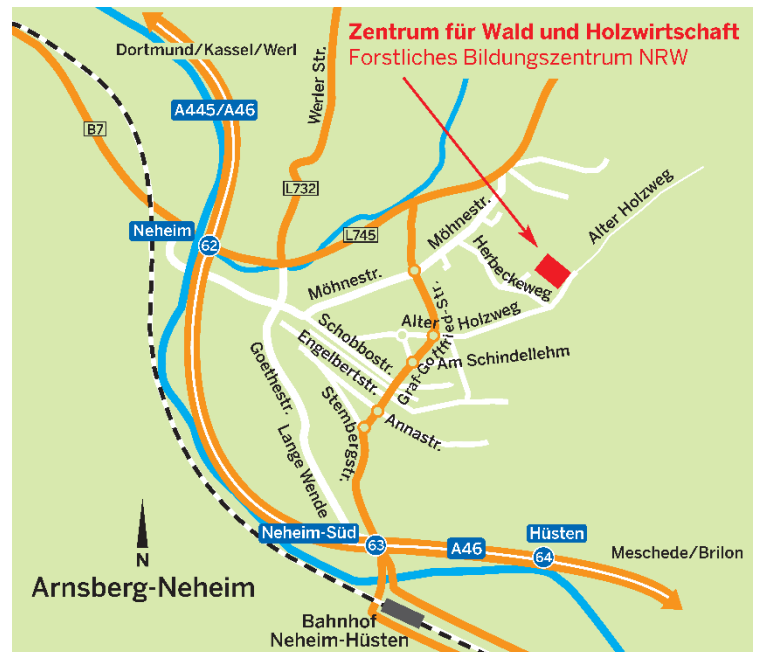 Zentrum für Wald und Holzwirtschaft
Forstliches Bildungszentrum NRW
Dortmund/Kassel/Werl
Werler Str.
A445/A46
B7
L732
Neheim
62
L745
Möhnestr.
Alter Holzweg
Herbeckeweg
Möhnestr.
Graf-Gottfried-Str.
Alter Holzweg
Schobbostr.
Engelbertstr.
Am Schindellehm
Goethestr.
Stembergstr.
Annastr.
Lange Wende
Neheim-Süd
63
A46
Hüsten
64
Meschede/Brilon
N
Arnsberg-Neheim
Bahnhof
Neheim-Hüsten